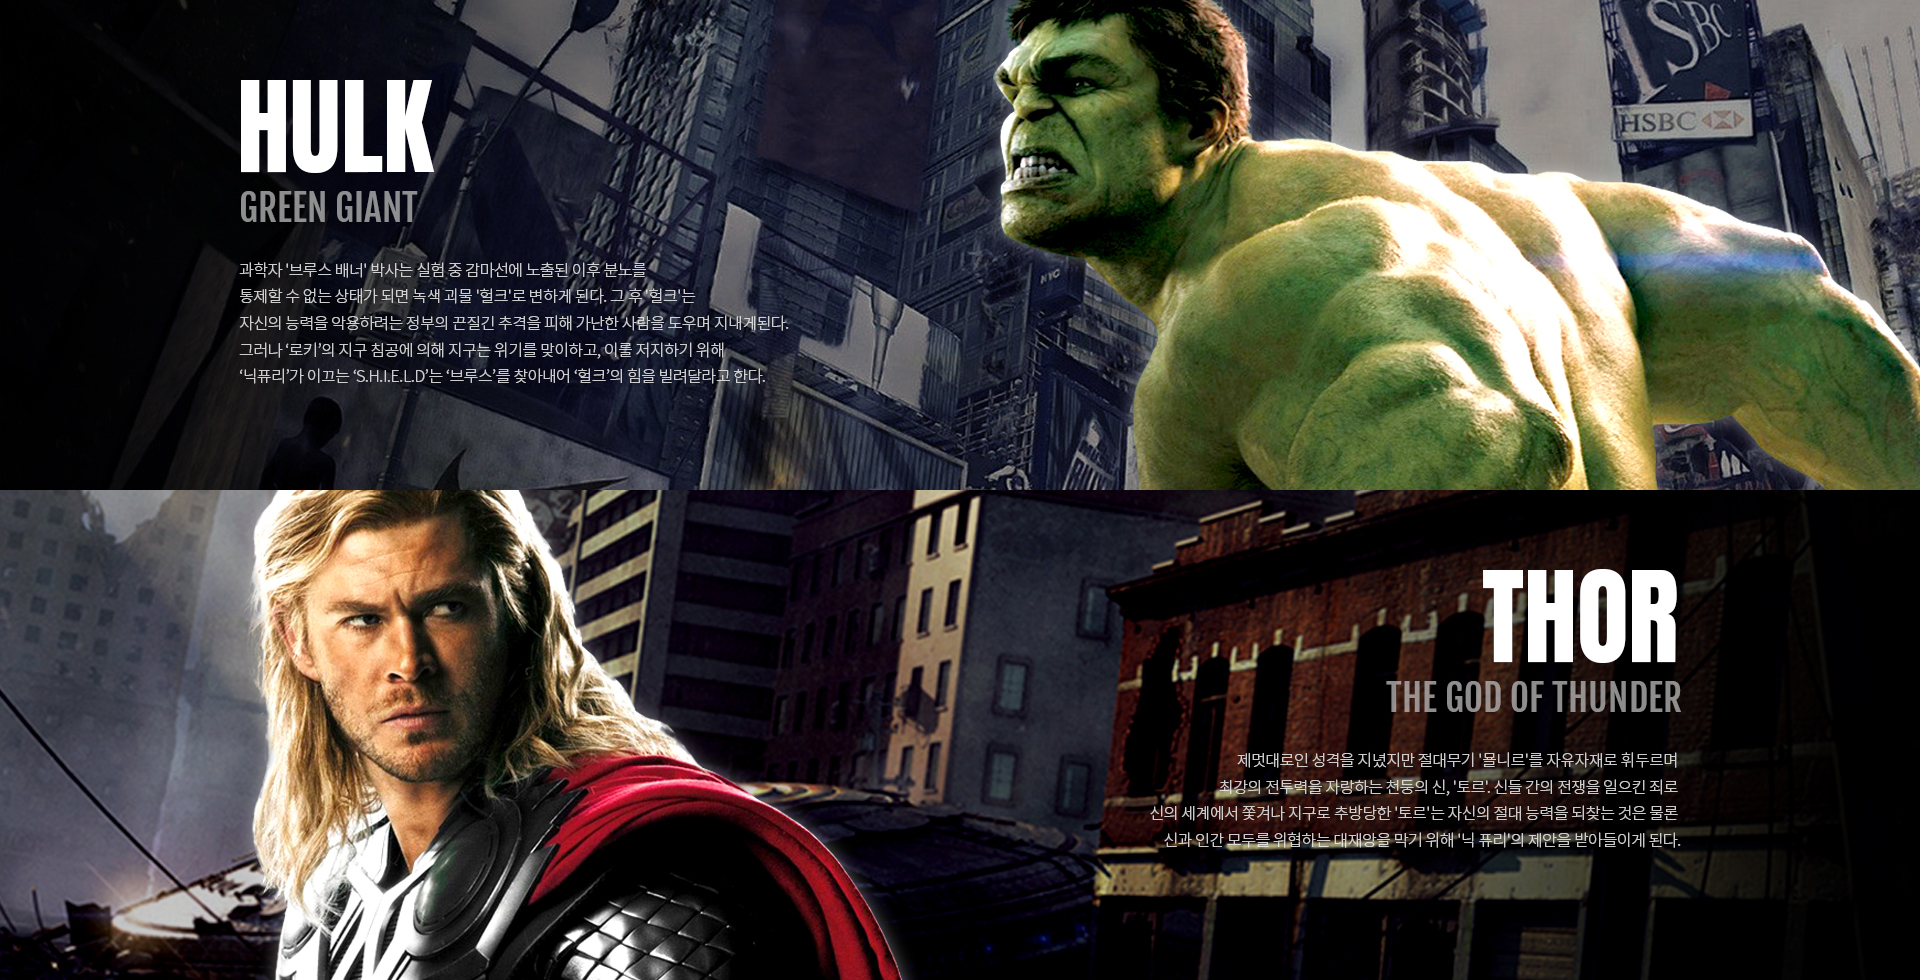 HULK
GREEN GIANT
과학자 '브루스 배너' 박사는 실험 중 감마선에 노출된 이후 분노를
통제할 수 없는 상태가 되면 녹색 괴물 '헐크'로 변하게 된다. 그 후 '헐크'는
자신의 능력을 악용하려는 정부의 끈질긴 추격을 피해 가난한 사람을 도우며 지내게된다.
그러나 ‘로키’의 지구 침공에 의해 지구는 위기를 맞이하고, 이를 저지하기 위해
‘닉퓨리’가 이끄는 ‘S.H.I.E.L.D’는 ‘브루스’를 찾아내어 ‘헐크’의 힘을 빌려달라고 한다.
SBC
HSBC
NYC
THOR
THE GOD OF THUNDER
제멋대로인 성격을 지녔지만 절대무기 '묠니르'를 자유자재로 휘두르며
최강의 전투력을 자랑하는 천둥의 신, '토르'. 신들 간의 전쟁을 일으킨 죄로
신의 세계에서 쫓겨나 지구로 추방당한 '토르'는 자신의 절대 능력을 되찾는 것은 물론
신과 인간 모두를 위협하는 대재앙을 막기 위해 '닉 퓨리'의 제안을 받아들이게 된다.